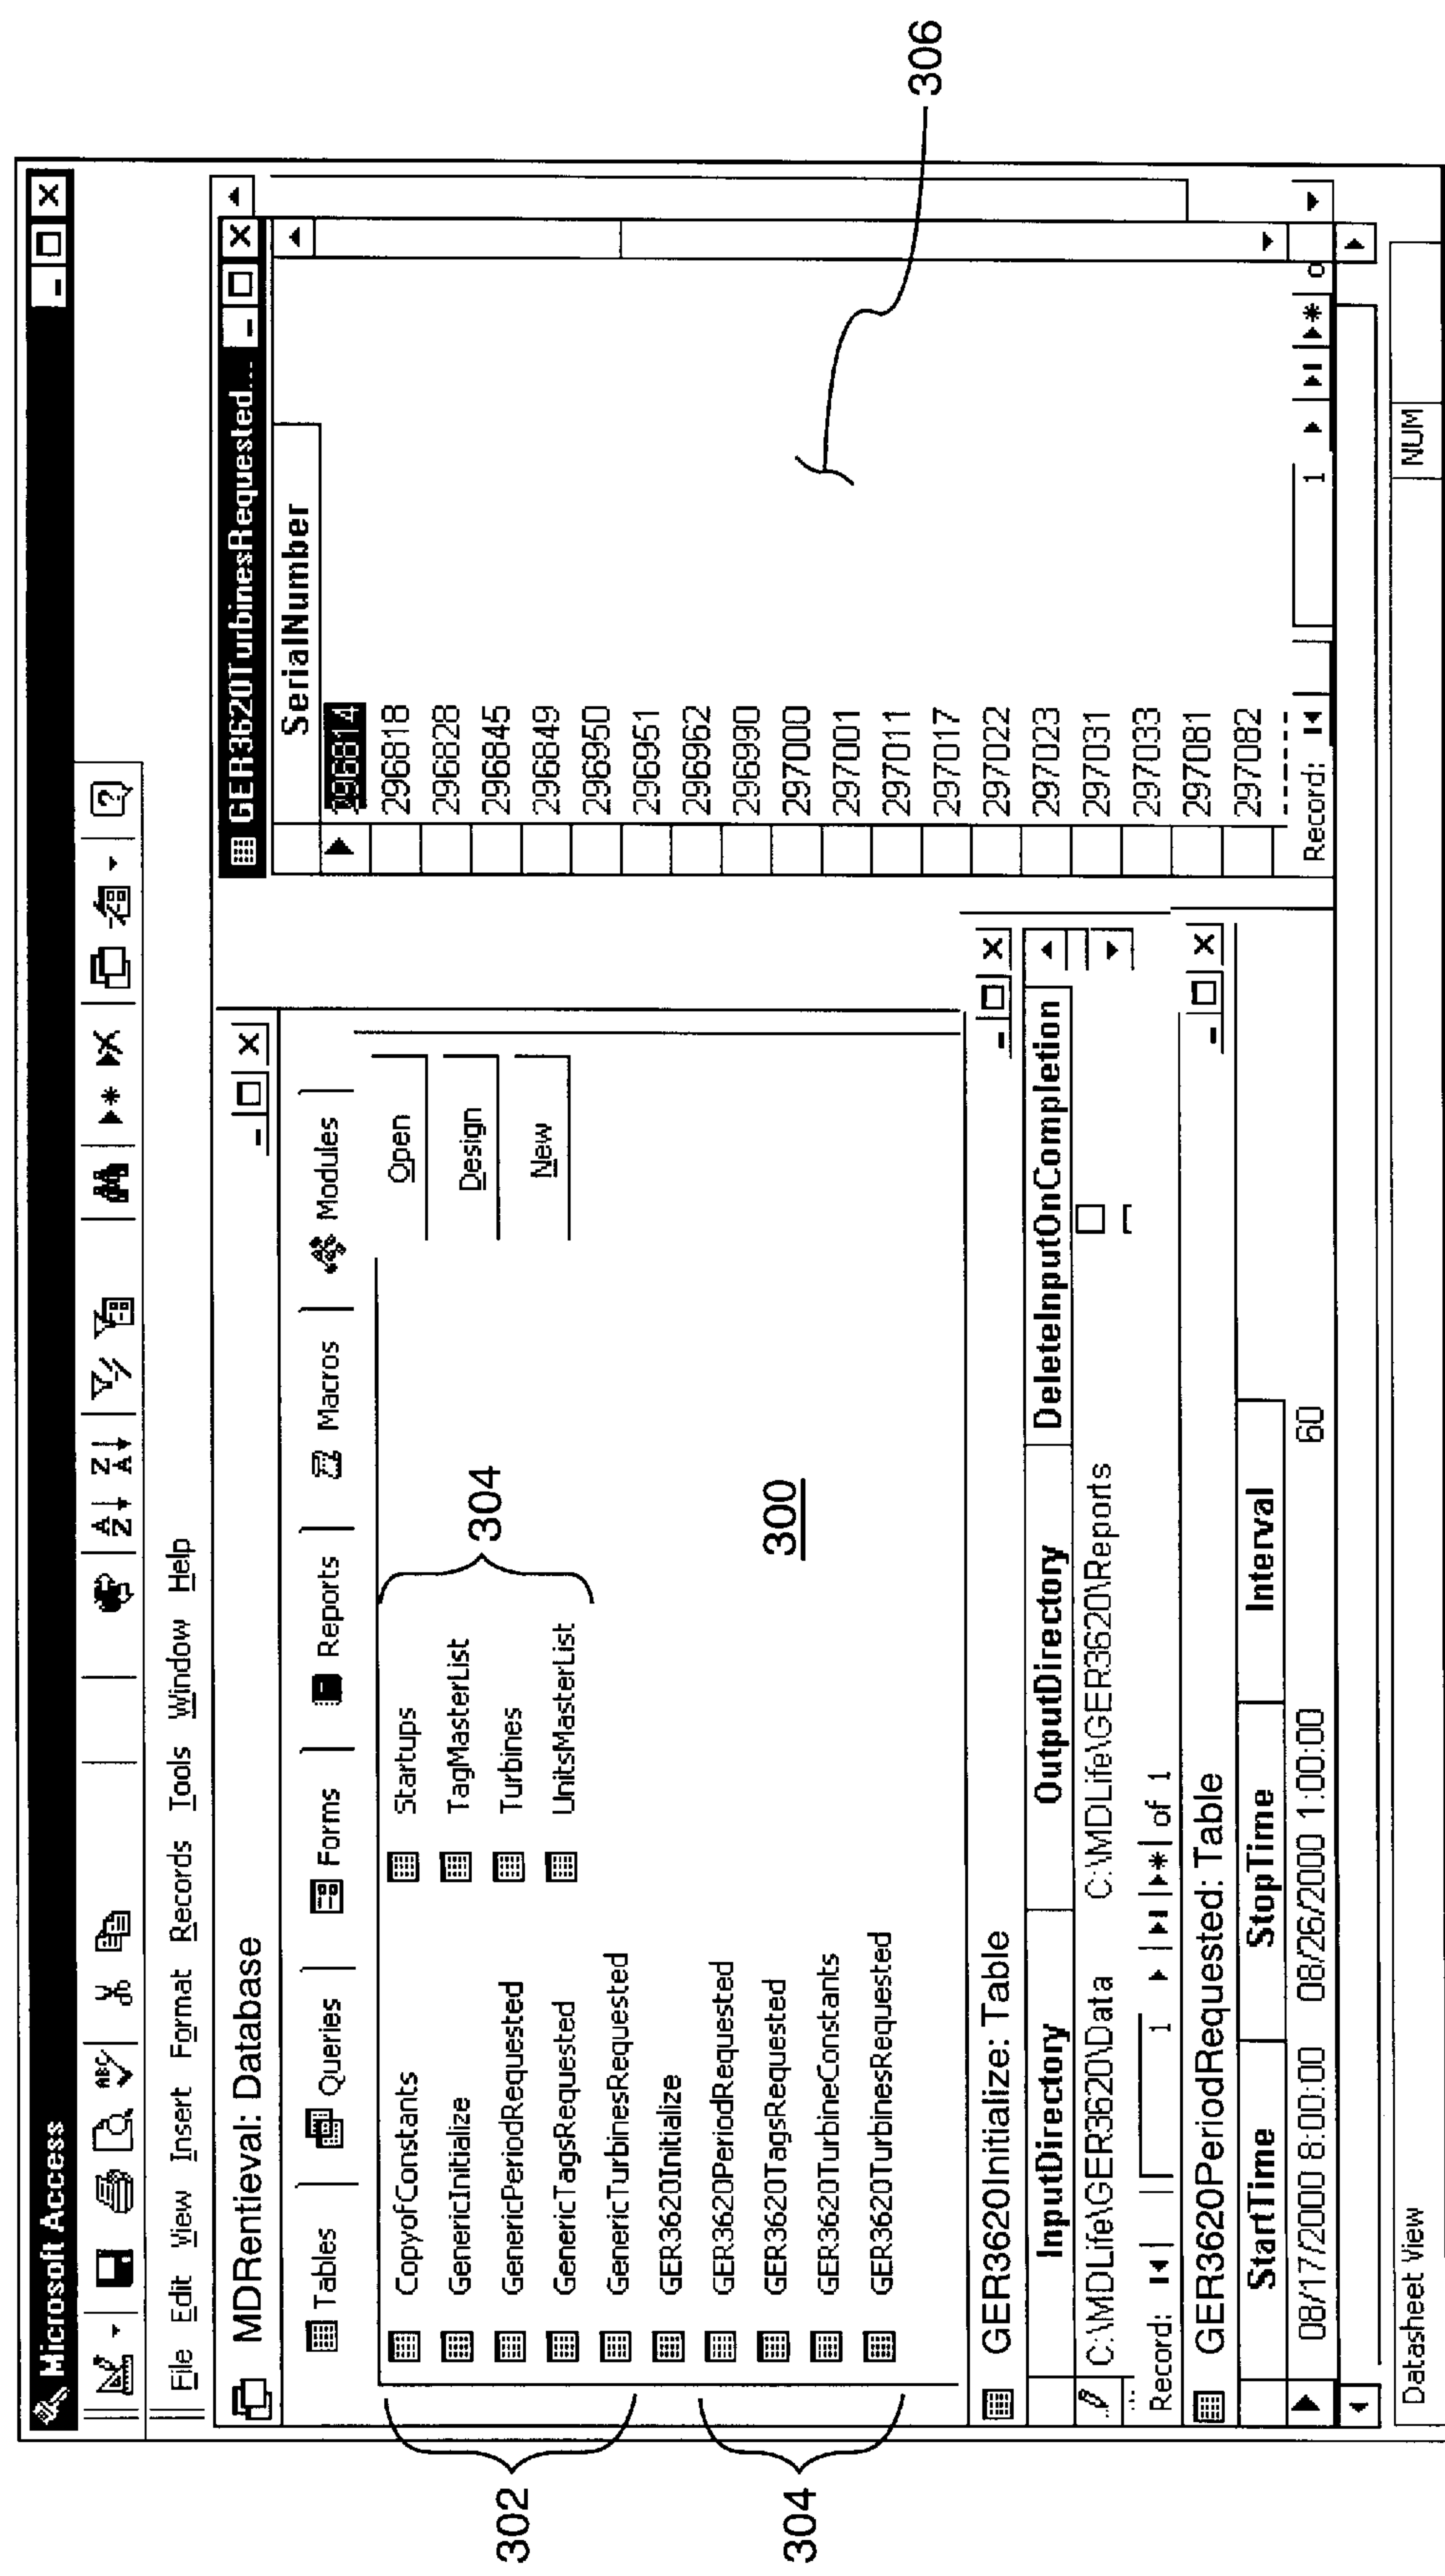 Microsoft Access
File Edit View Insert Format Records Tools Window Help
MDRentieval: Database
Tables Queries Forms Reports Macros Modules
CopyofConstants
GenericInitialize
GenericPeriodRequested
GenericTagsRequested
GenericTurbinesRequested
GER3620Initialize
GER3620PeriodRequested
GER3620TagsRequested
GER3620TurbineConstants
GER3620TurbinesRequested
Startups
TagMasterList
Turbines
UnitsMasterList
Open
Design
New
302
304
304
300
GER3620Initialize: Table
InputDirectory OutputDirectory DeleteInputOnCompletion
C:\MDLife\GER3620\Data C:\MDLife\GER3620\Reports
Record: 1 of 1
GER3620PeriodRequested: Table
StartTime StopTime Interval
08/17/2000 8:00:00 08/26/2000 1:00:00 60
GER3620TurbinesRequested...
SerialNumber
296814
296818
296828
296845
296849
296950
296951
296962
296990
297000
297001
297011
297017
297022
297023
297031
297033
297081
297082
Record: 1 o
306
Datasheet View NUM